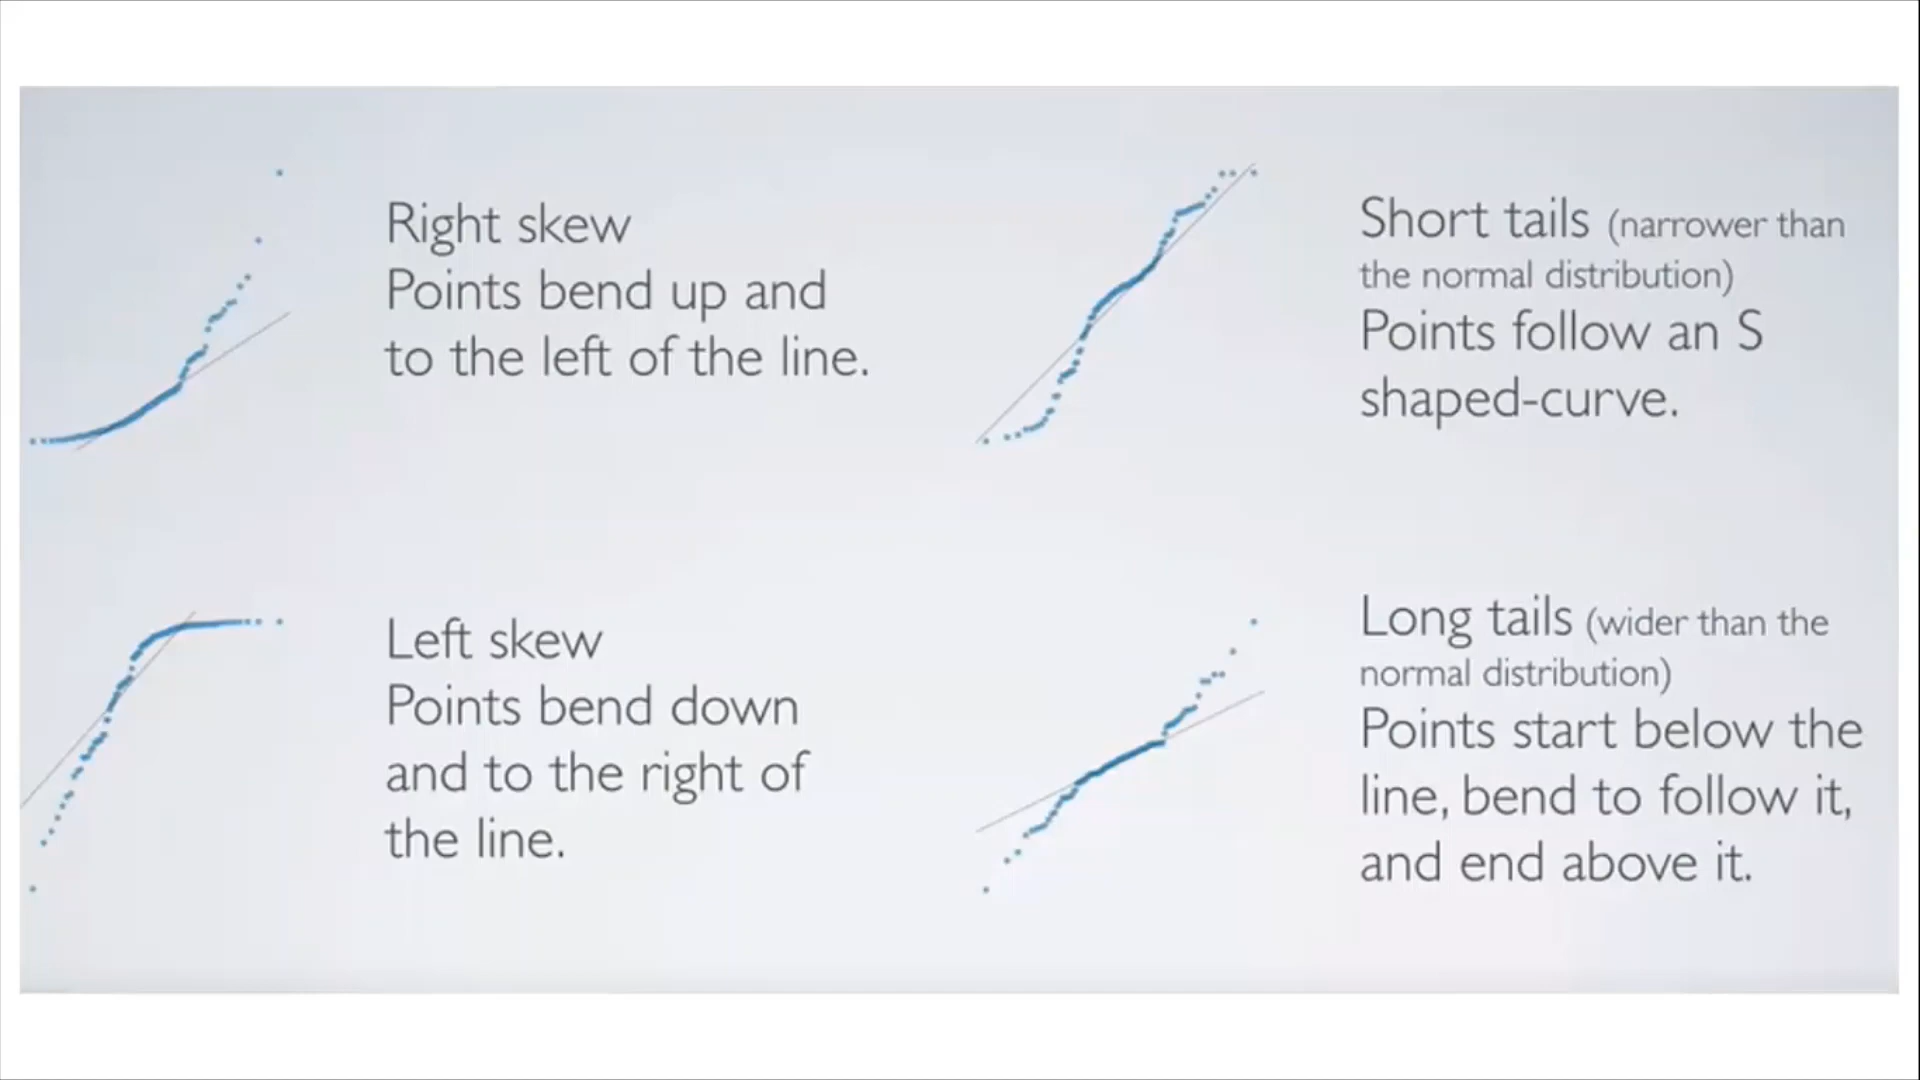 Right skew
Points bend up and
to the left of the line.
Short tails (narrower than
the normal distribution)
Points follow an S
shaped-curve.
Left skew
Points bend down
and to the right of
the line.
Long tails (wider than the
normal distribution)
Points start below the
line, bend to follow it,
and end above it.